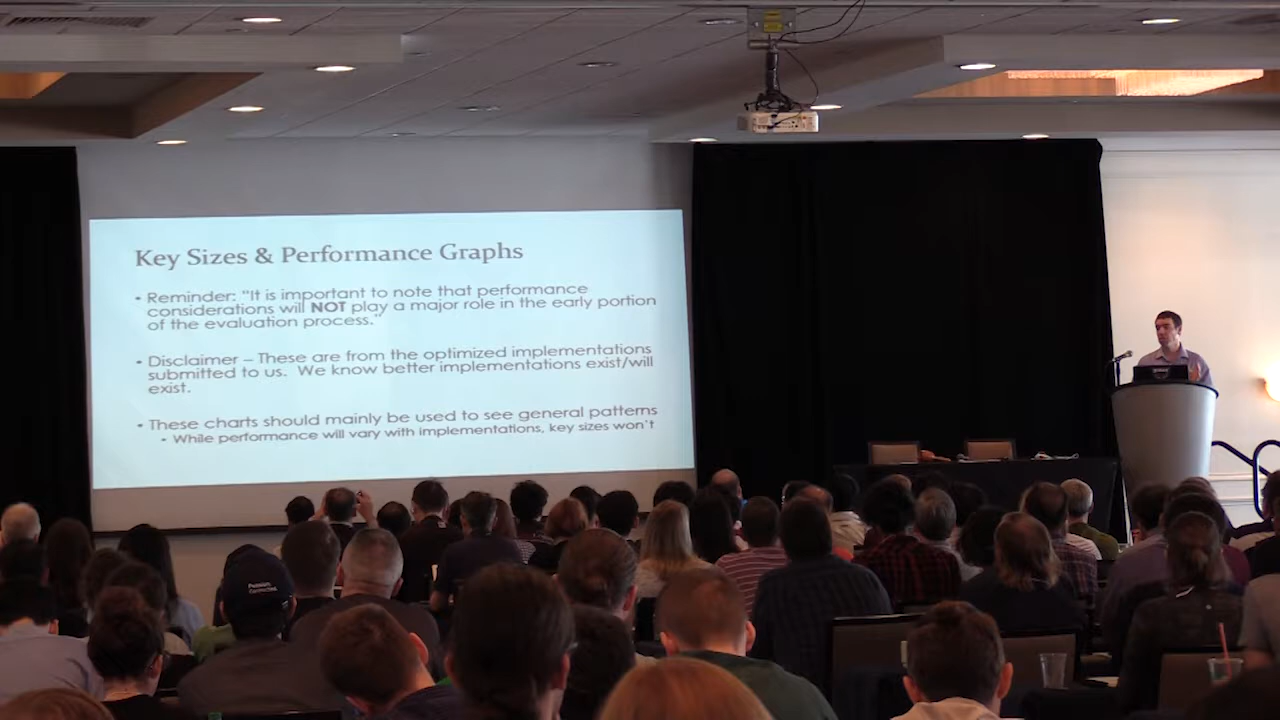 Key Sizes & Performance Graphs
• Reminder: "It is important to note that performance
considerations will NOT play a major role in the early portion
of the evaluation process."
• Disclaimer – These are from the optimized implementations
submitted to us. We know better implementations exist/will
exist.
• These charts should mainly be used to see general patterns
• While performance will vary with implementations, key sizes won't